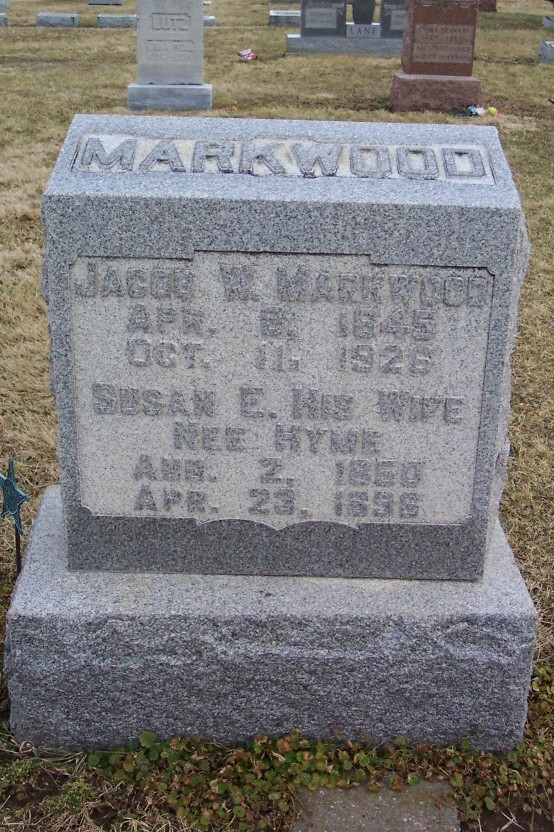 LUTZ
LANE
MARKWOOD
JACOB W. MARKWOOD
APR. 6. 1845
OCT. 11. 1926
SUSAN E. HIS WIFE
NEE HYME
AUG. 2. 1850
APR. 23. 1896